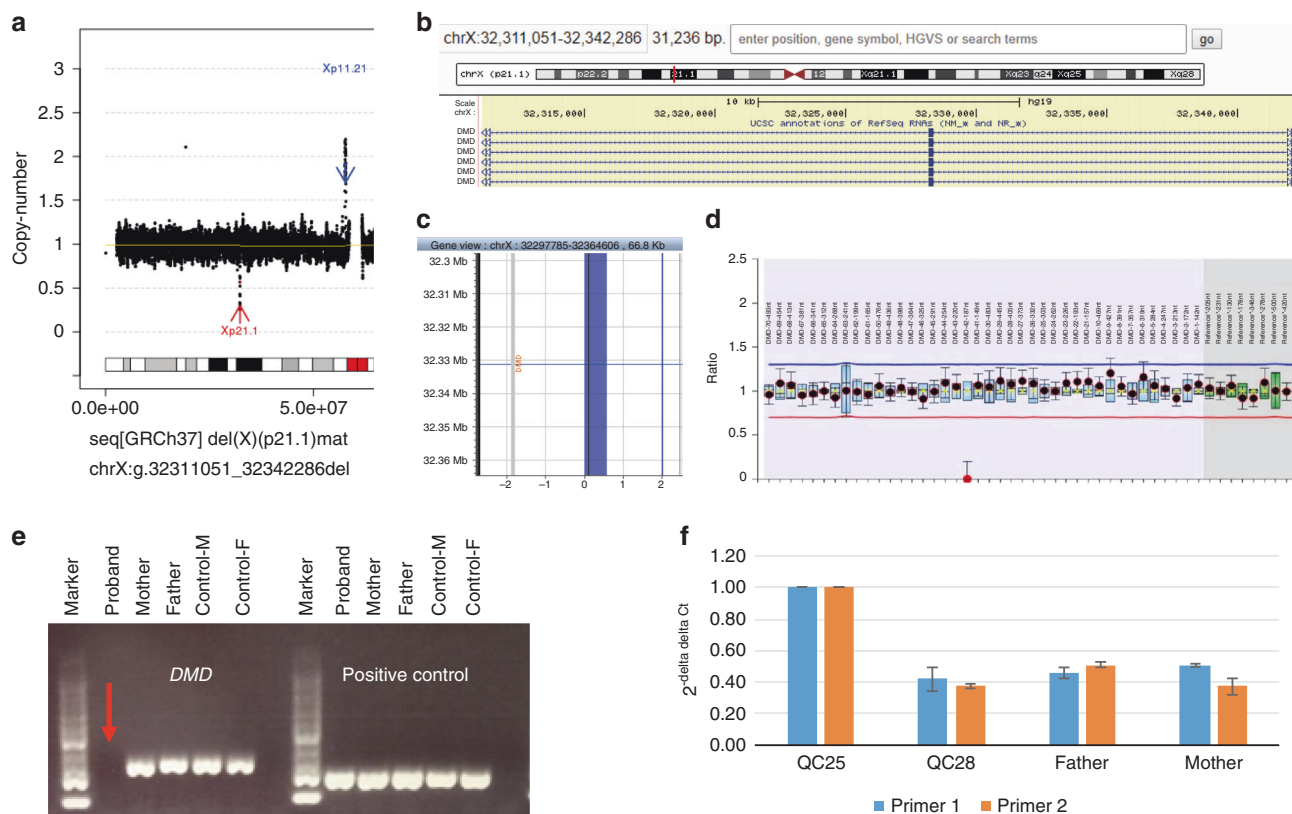 a
Copy-number
3
2
1.5
1
0.5
0
Xp11.21
Xp21.1
0.0e+00
5.0e+07
seq[GRCh37] del(X)(p21.1)mat
chrX:g.32311051_32342286del
b
chrX:32,311,051-32,342,286 31,236 bp. enter position, gene symbol, HGVS or search terms go
chrX (p21.1) p22.2 21.1 12 Xq21.1 Xq23 q24 Xq25 Xq28
Scale 10 kb hg19
chrX: 32,315,000 32,320,000 32,325,000 32,330,000 32,335,000 32,340,000
UCSC annotations of RefSeq RNAs (NM_* and NR_*)
DMD
DMD
DMD
DMD
DMD
DMD
c
Gene view : chrX : 32297785-32364606 , 66.8 Kb
32.3 Mb
32.31 Mb
32.32 Mb
32.33 Mb
32.34 Mb
32.35 Mb
32.36 Mb
DMD
−2 −1 0 1 2
d
Ratio
2.5
2
1.5
1.0
0.5
0
e
Marker
Proband
Mother
Father
Control-M
Control-F
Marker
Proband
Mother
Father
Control-M
Control-F
DMD
Positive control
f
2-delta delta Ct
1.20
1.00
0.80
0.60
0.40
0.20
0.00
QC25 QC28 Father Mother
Primer 1 Primer 2